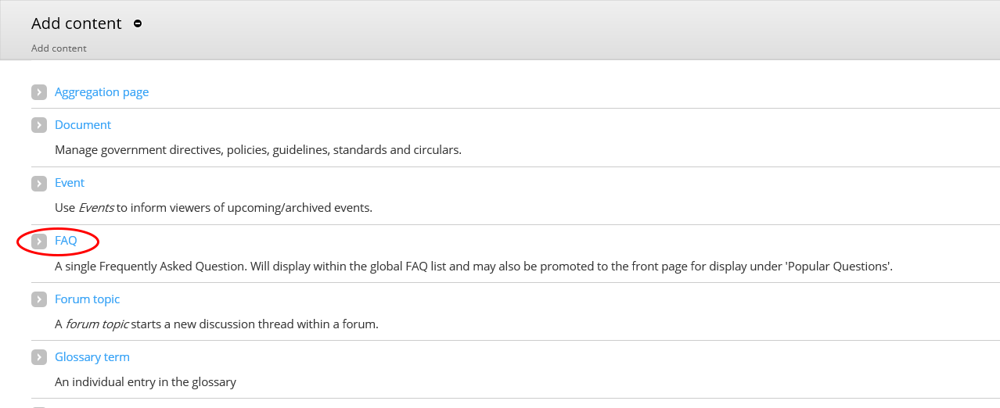 Add content
Add content
Aggregation page
Document
Manage government directives, policies, guidelines, standards and circulars.
Event
Use Events to inform viewers of upcoming/archived events.
FAQ
A single Frequently Asked Question. Will display within the global FAQ list and may also be promoted to the front page for display under 'Popular Questions'.
Forum topic
A forum topic starts a new discussion thread within a forum.
Glossary term
An individual entry in the glossary